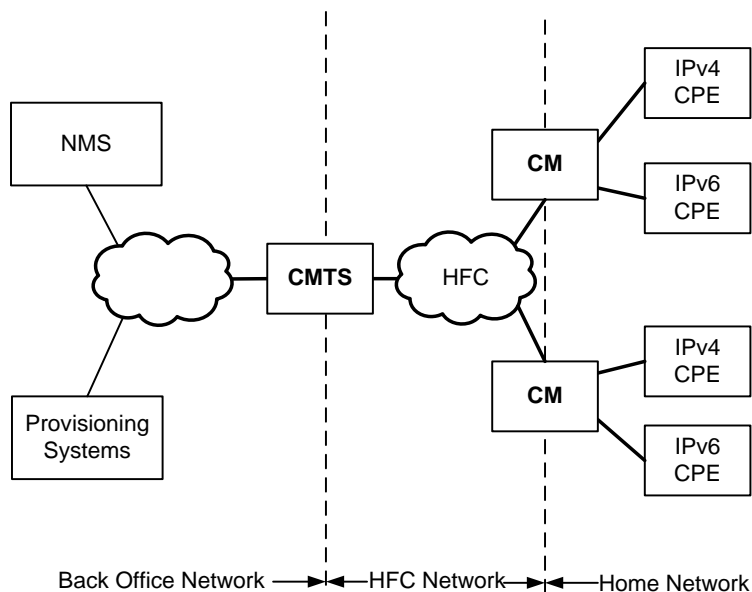 NMS
Provisioning
Systems
CMTS
HFC
CM
IPv4
CPE
IPv6
CPE
CM
IPv4
CPE
IPv6
CPE
Back Office Network
HFC Network
Home Network